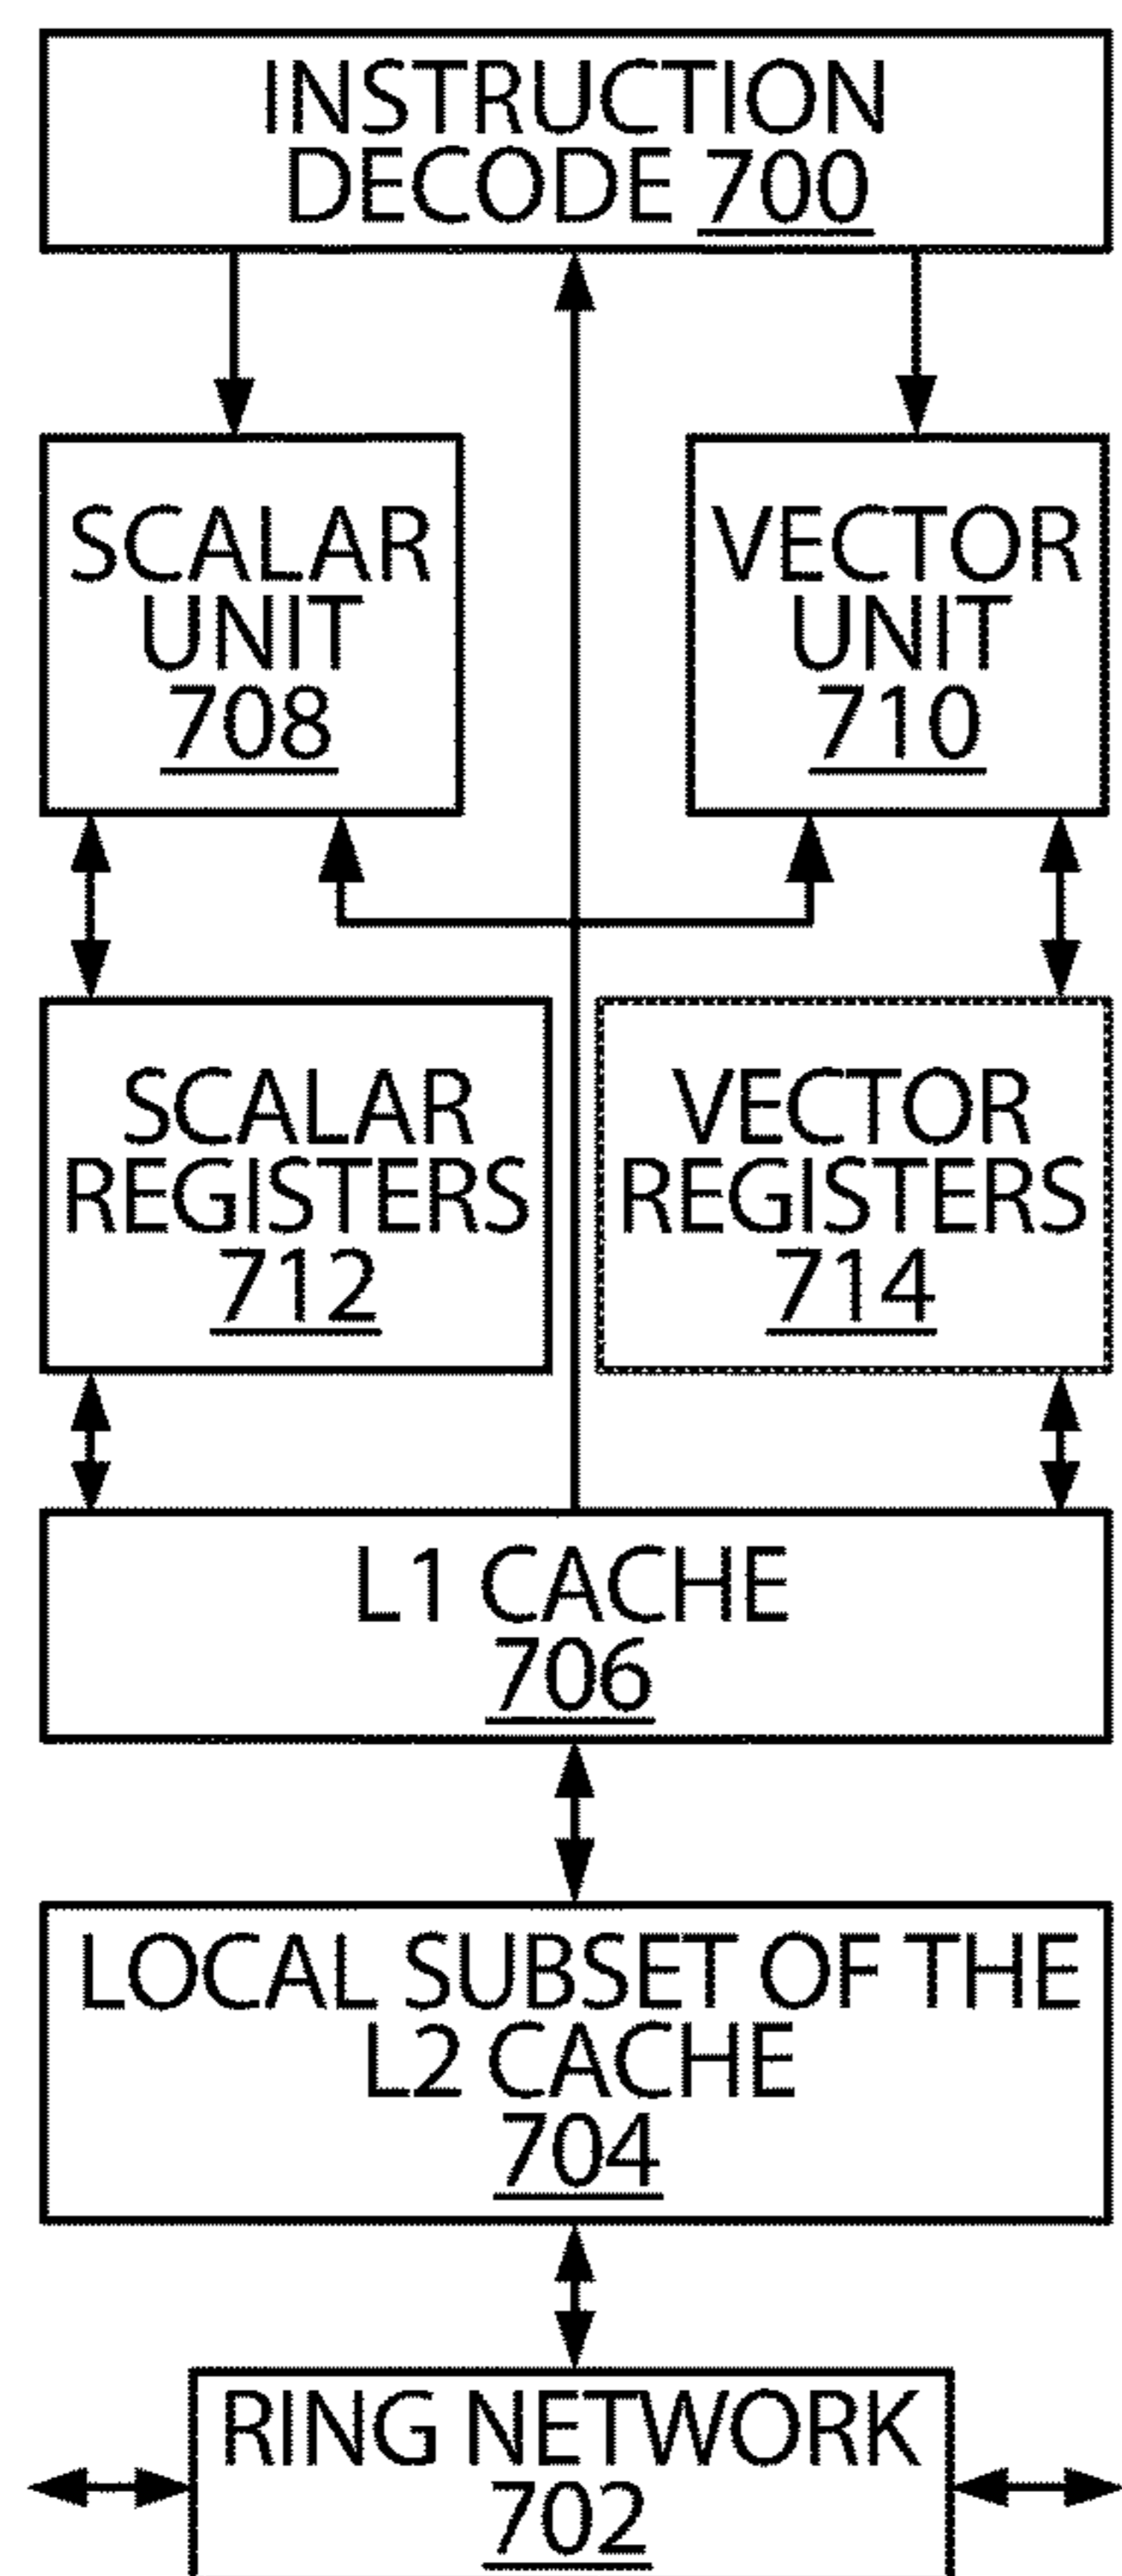 INSTRUCTION
DECODE 700
SCALAR
UNIT
708
VECTOR
UNIT
710
SCALAR
REGISTERS
712
VECTOR
REGISTERS
714
L1 CACHE
706
LOCAL SUBSET OF THE
L2 CACHE
704
RING NETWORK
702